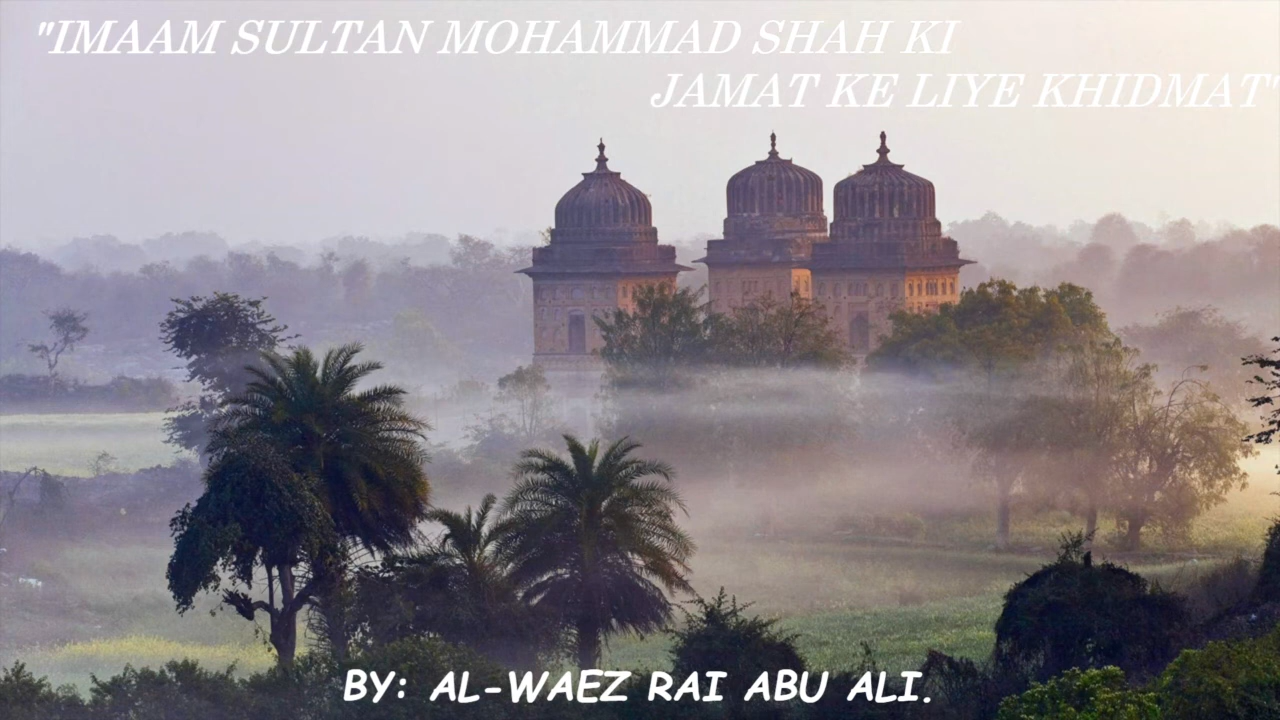 "IMAAM SULTAN MOHAMMAD SHAH KI
JAMAT KE LIYE KHIDMAT"
BY: AL-WAEZ RAI ABU ALI.